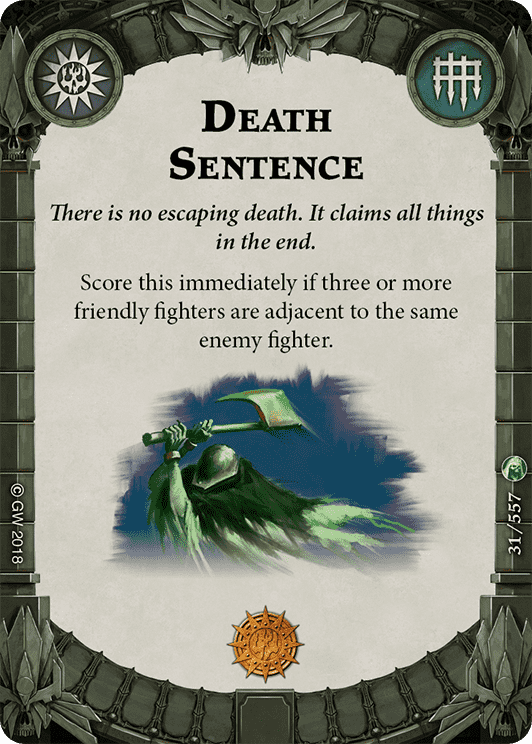 Death
Sentence
There is no escaping death. It claims all things
in the end.
Score this immediately if three or more
friendly fighters are adjacent to the same
enemy fighter.
© GW 2018
31/557